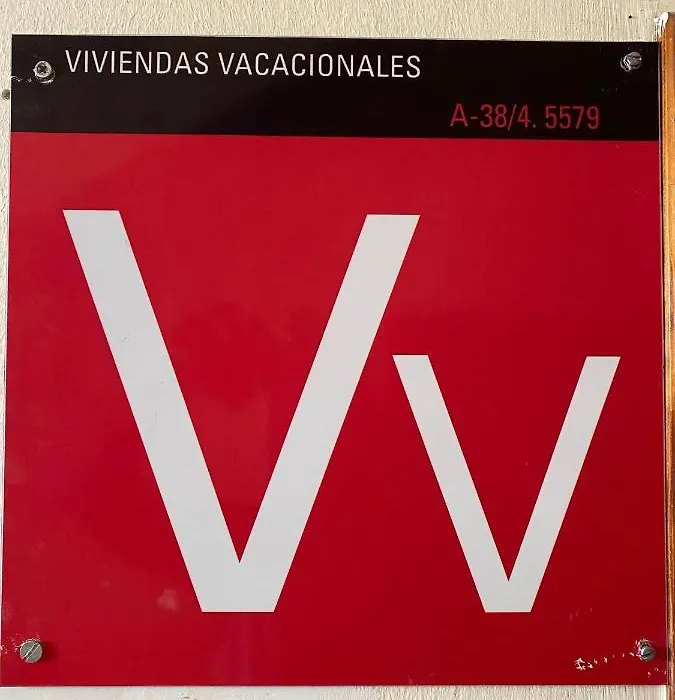 VIVIENDAS VACACIONALES
A-38/4. 5579
Vv